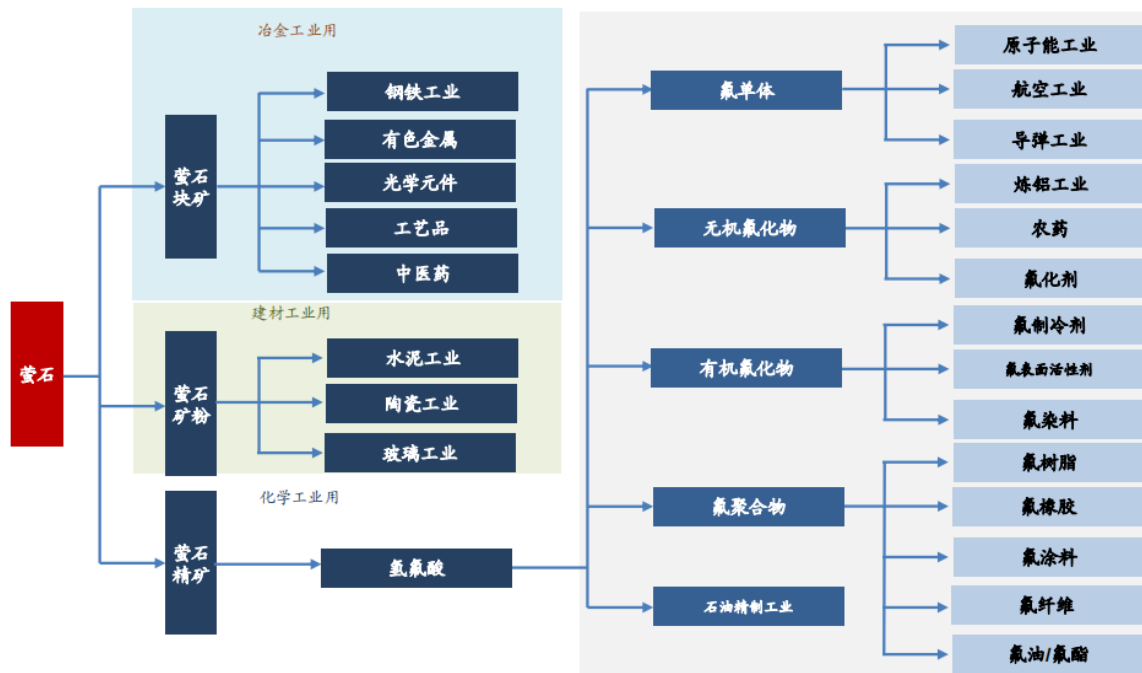 冶金工业用
钢铁工业
有色金属
光学元件
工艺品
中医药
萤石
块矿
建材工业用
水泥工业
陶瓷工业
玻璃工业
萤石
矿粉
萤石
化学工业用
氢氟酸
萤石
精矿
氟单体
原子能工业
航空工业
导弹工业
无机氟化物
炼铝工业
农药
氟化剂
有机氟化物
氟制冷剂
氟表面活性剂
氟染料
氟聚合物
氟树脂
氟橡胶
氟涂料
氟纤维
氟油/氟酯
石油精制工业